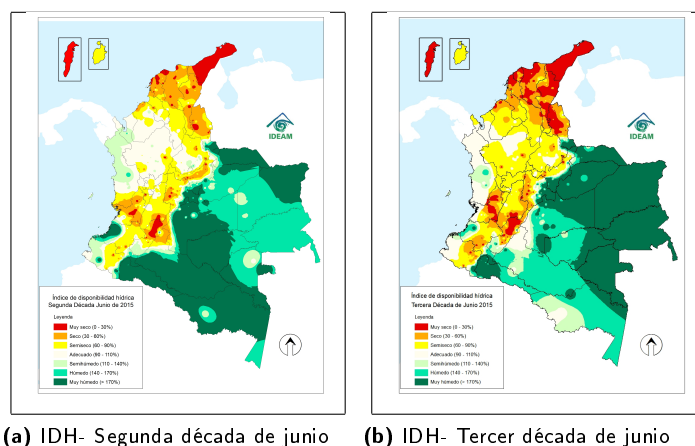 IDEAM
Índice de disponibilidad hídrica
Segunda Década Junio de 2015
Leyenda
Muy seco (0 - 30%)
Seco (30 - 60%)
Semiseco (60 - 90%)
Adecuado (90 - 110%)
Semihúmedo (110 - 140%)
Húmedo (140 - 170%)
Muy húmedo (> 170%)
(a) IDH- Segunda década de junio
IDEAM
Índice de disponibilidad hídrica
Tercera Década de Junio de 2015
Leyenda
Muy seco (0 - 30%)
Seco (30 - 60%)
Semiseco (60 - 90%)
Adecuado (90 - 110%)
Semihúmedo (110 - 140%)
Húmedo (140 - 170%)
Muy húmedo (> 170%)
(b) IDH- Tercer década de junio